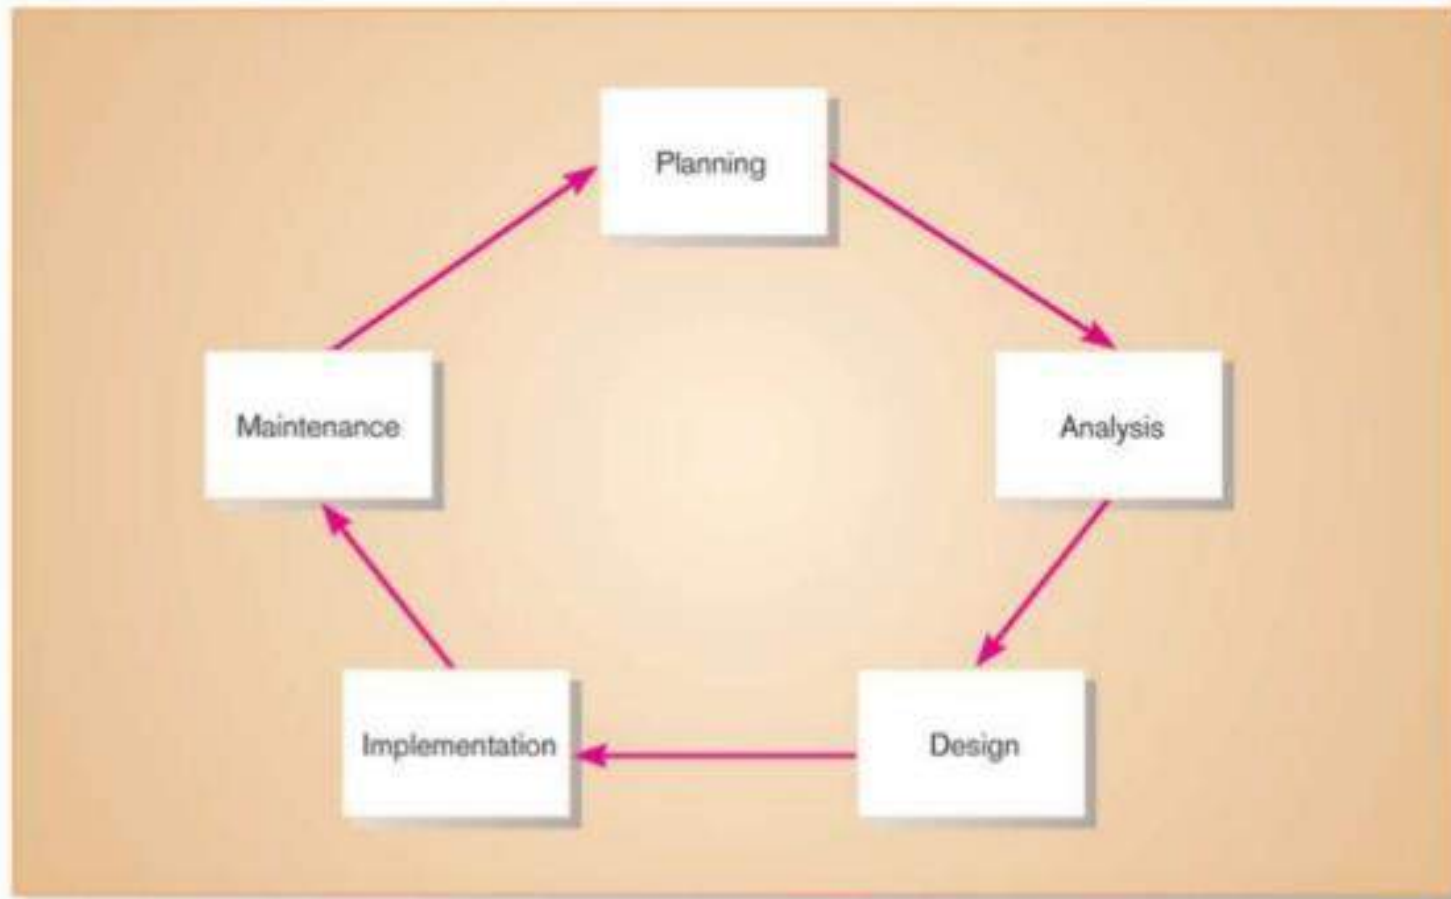 Planning
Analysis
Design
Implementation
Maintenance